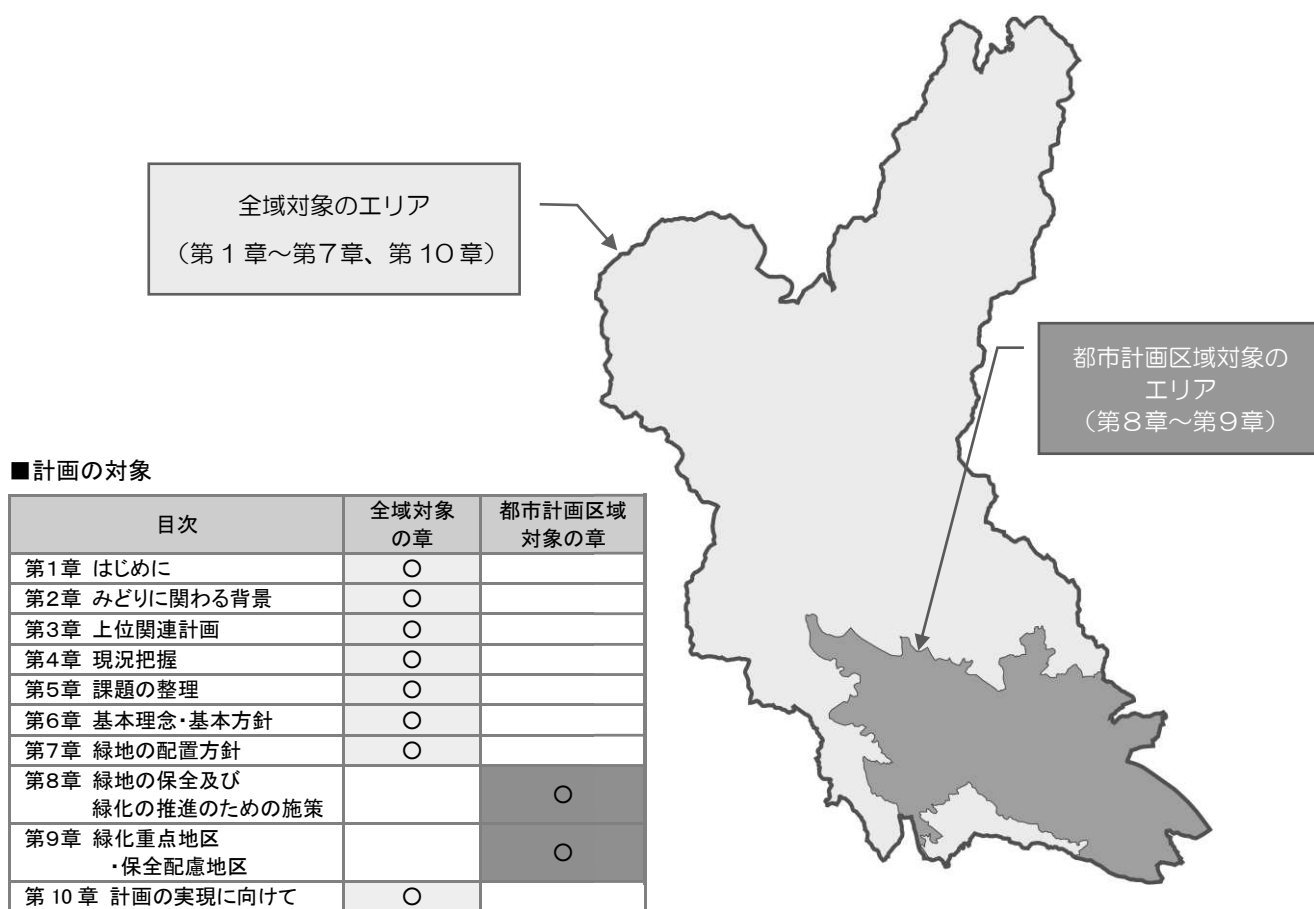 全域対象のエリア
（第1章～第7章、第10章）
都市計画区域対象の
エリア
（第8章～第9章）
■計画の対象
目次 全域対象の章 都市計画区域対象の章
第1章 はじめに ○
第2章 みどりに関わる背景 ○
第3章 上位関連計画 ○
第4章 現況把握 ○
第5章 課題の整理 ○
第6章 基本理念・基本方針 ○
第7章 緑地の配置方針 ○
第8章 緑地の保全及び
緑化の推進のための施策 ○
第9章 緑化重点地区
・保全配慮地区 ○
第10章 計画の実現に向けて ○